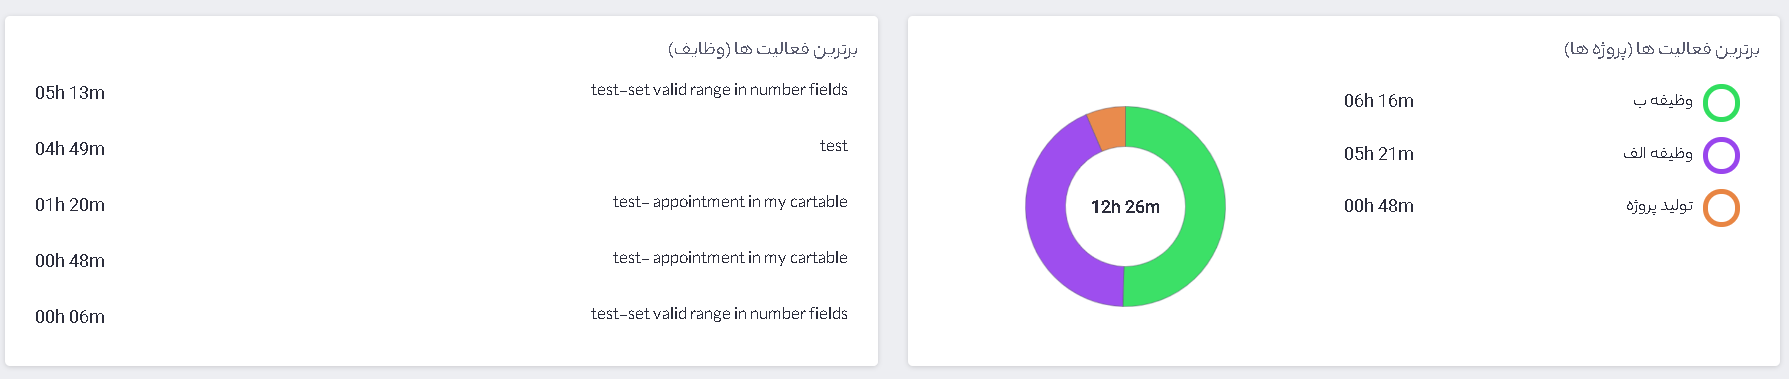 برترین فعالیت ها (پروژه ها)
وظیفه ب 06h 16m
وظیفه الف 05h 21m
تولید پروژه 00h 48m
12h 26m
برترین فعالیت ها (وظایف)
test-set valid range in number fields 05h 13m
test 04h 49m
test- appointment in my cartable 01h 20m
test- appointment in my cartable 00h 48m
test-set valid range in number fields 00h 06m